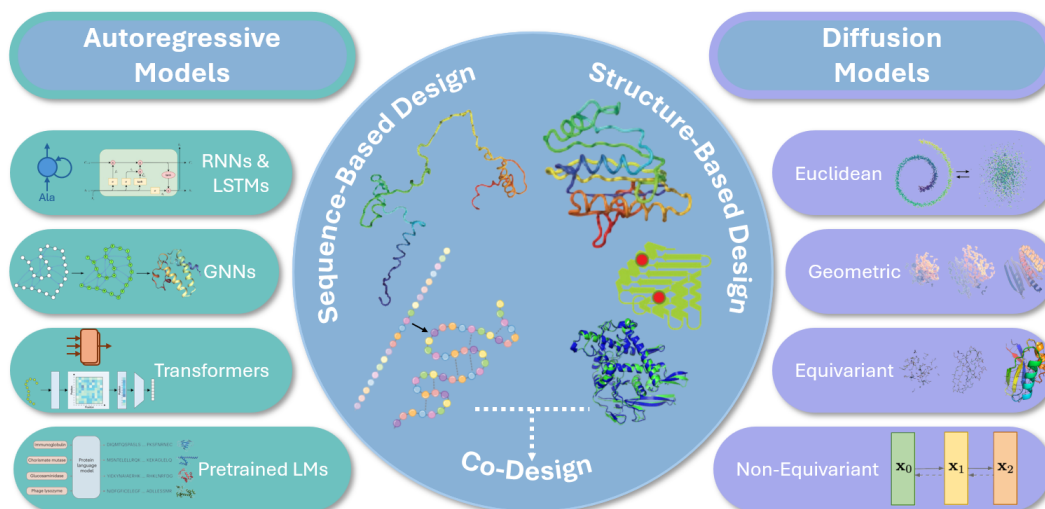 Autoregressive
Models
Diffusion
Models
Sequence-Based Design
Structure-Based Design
Co-Design
RNNs &
LSTMs
Ala
GNNs
Transformers
Pretrained LMs
Immunoglobulin
Chorismate mutase
Glucosaminidase
Phage lysozyme
Protein
language
model
Euclidean
Geometric
Equivariant
Non-Equivariant
x₀
x₁
x₂